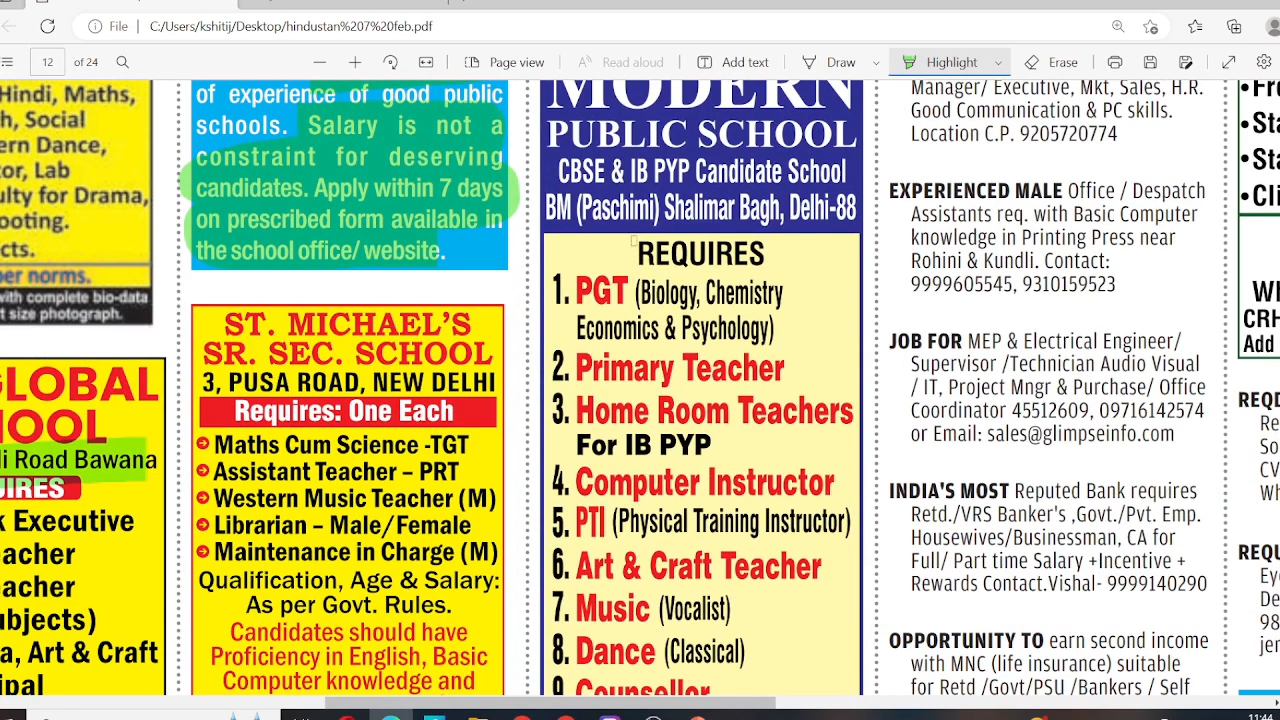 File
C:/Users/kshitij/Desktop/hindustan%207%20feb.pdf
12 of 24
Page view
Read aloud
Add text
Draw
Highlight
Erase
Hindi, Maths,
Social
Dance,
Lab
for Drama,
norms.
with complete bio-data
size photograph.
GLOBAL
Road Bawana
Executive
Art & Craft
of experience of good public
schools. Salary is not a
constraint for deserving
candidates. Apply within 7 days
on prescribed form available in
the school office/ website.
ST. MICHAEL'S
SR. SEC. SCHOOL
3, PUSA ROAD, NEW DELHI
Requires: One Each
Maths Cum Science -TGT
Assistant Teacher – PRT
Western Music Teacher (M)
Librarian – Male/Female
Maintenance in Charge (M)
Qualification, Age & Salary:
As per Govt. Rules.
Candidates should have
Proficiency in English, Basic
Computer knowledge and
MODERN
PUBLIC SCHOOL
CBSE & IB PYP Candidate School
BM (Paschimi) Shalimar Bagh, Delhi-88
REQUIRES
1. PGT (Biology, Chemistry
Economics & Psychology)
2. Primary Teacher
3. Home Room Teachers
For IB PYP
4. Computer Instructor
5. PTI (Physical Training Instructor)
6. Art & Craft Teacher
7. Music (Vocalist)
8. Dance (Classical)
9. Counsellor
Manager/ Executive, Mkt, Sales, H.R.
Good Communication & PC skills.
Location C.P. 9205720774
EXPERIENCED MALE Office / Despatch
Assistants req. with Basic Computer
knowledge in Printing Press near
Rohini & Kundli. Contact:
9999605545, 9310159523
JOB FOR MEP & Electrical Engineer/
Supervisor /Technician Audio Visual
/ IT, Project Mngr & Purchase/ Office
Coordinator 45512609, 09716142574
or Email: sales@glimpseinfo.com
INDIA'S MOST Reputed Bank requires
Retd./VRS Banker's ,Govt./Pvt. Emp.
Housewives/Businessman, CA for
Full/ Part time Salary +Incentive +
Rewards Contact.Vishal- 9999140290
OPPORTUNITY TO earn second income
with MNC (life insurance) suitable
for Retd /Govt/PSU /Bankers / Self
Add
11:44